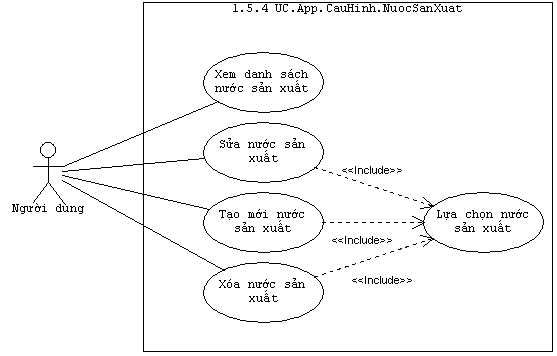 1.5.4 UC.App.CauHinh.NuocSanXuat
Xem danh sách
nước sản xuất
Sửa nước sản
xuất
<<Include>>
Người dùng
Tạo mới nước
sản xuất
Lựa chọn nước
sản xuất
<<Include>>
Xóa nước sản
xuất
<<Include>>